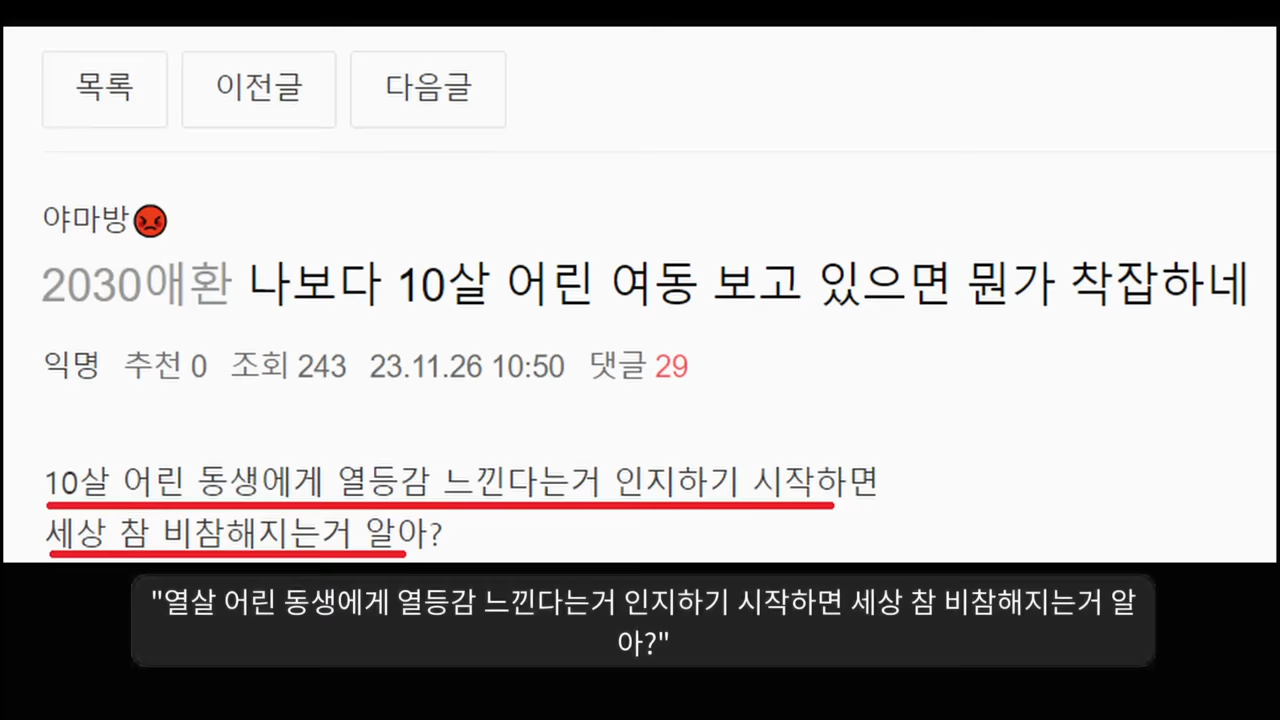 목록 이전글 다음글
야마방😡
2030애환 나보다 10살 어린 여동 보고 있으면 뭔가 착잡하네
익명 추천 0 조회 243 23.11.26 10:50 댓글 29
10살 어린 동생에게 열등감 느낀다는거 인지하기 시작하면
세상 참 비참해지는거 알아?
"열살 어린 동생에게 열등감 느낀다는거 인지하기 시작하면 세상 참 비참해지는거 알
아?"